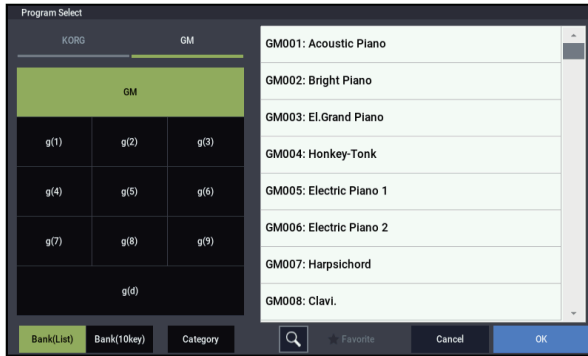 Program Select
KORG GM
GM
g(1) g(2) g(3)
g(4) g(5) g(6)
g(7) g(8) g(9)
g(d)
GM001: Acoustic Piano
GM002: Bright Piano
GM003: El.Grand Piano
GM004: Honkey-Tonk
GM005: Electric Piano 1
GM006: Electric Piano 2
GM007: Harpsichord
GM008: Clavi.
Bank(List) Bank(10key) Category Favorite Cancel OK